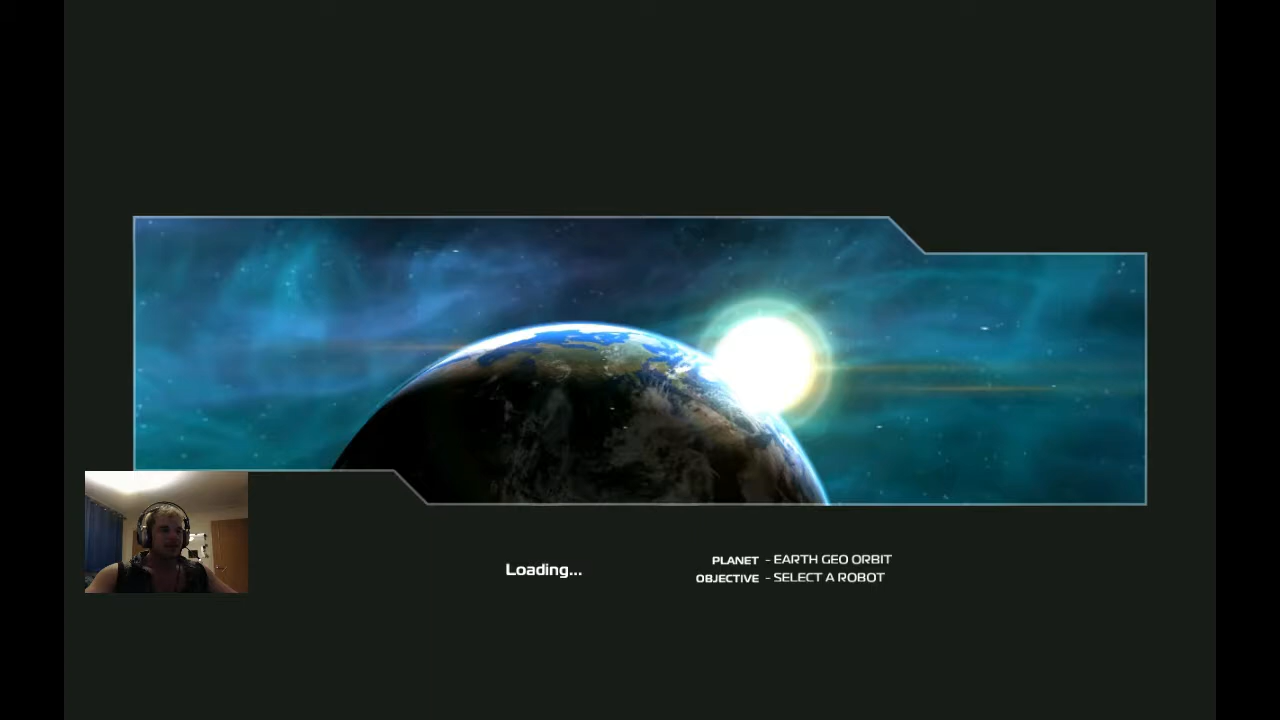 Loading...
PLANET - EARTH GEO ORBIT
OBJECTIVE - SELECT A ROBOT